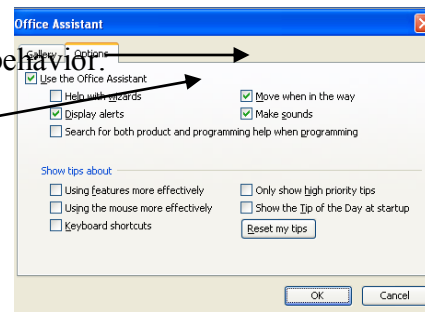 Office Assistant
Gallery Options
behavior.
Use the Office Assistant
Help with wizards
Move when in the way
Display alerts
Make sounds
Search for both product and programming help when programming
Show tips about
Using features more effectively
Only show high priority tips
Using the mouse more effectively
Show the Tip of the Day at startup
Keyboard shortcuts
Reset my tips
OK Cancel